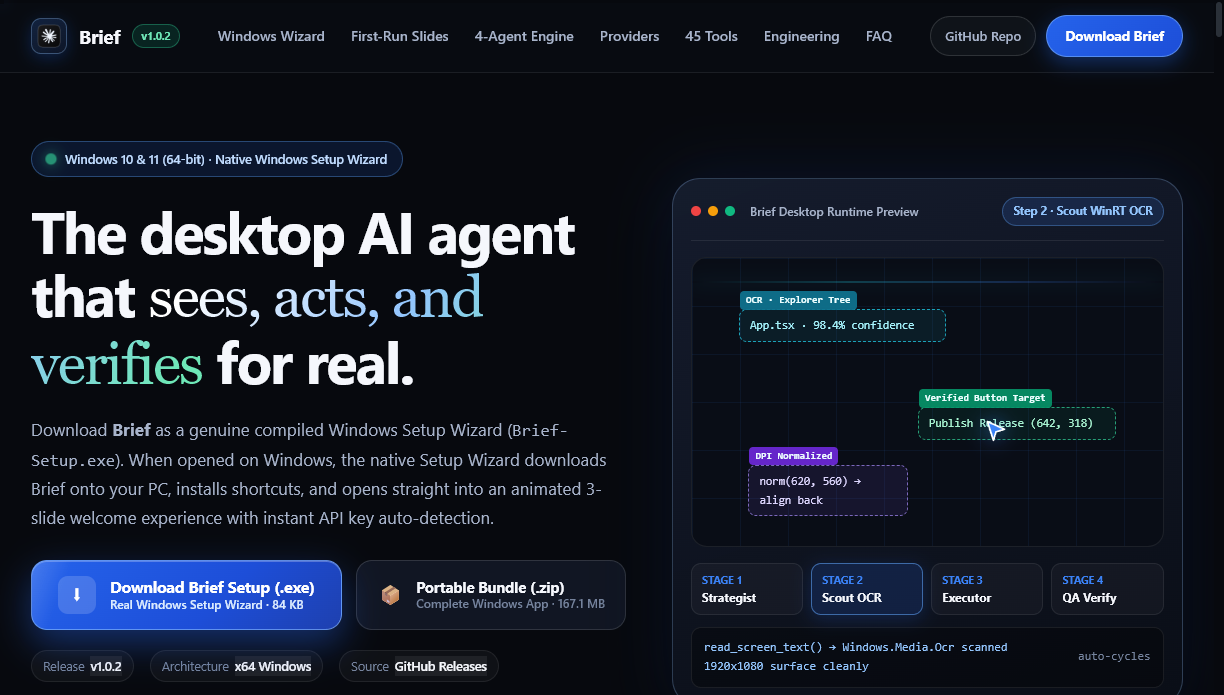 Brief v1.0.2 Windows Wizard First-Run Slides 4-Agent Engine Providers 45 Tools Engineering FAQ GitHub Repo Download Brief
Windows 10 & 11 (64-bit) · Native Windows Setup Wizard
The desktop AI agent
that sees, acts, and
verifies for real.
Download Brief as a genuine compiled Windows Setup Wizard (Brief-
Setup.exe). When opened on Windows, the native Setup Wizard downloads
Brief onto your PC, installs shortcuts, and opens straight into an animated 3-
slide welcome experience with instant API key auto-detection.
Download Brief Setup (.exe)
Real Windows Setup Wizard · 84 KB
Portable Bundle (.zip)
Complete Windows App · 167.1 MB
Release v1.0.2
Architecture x64 Windows
Source GitHub Releases
Brief Desktop Runtime Preview
Step 2 · Scout WinRT OCR
OCR · Explorer Tree
App.tsx · 98.4% confidence
Verified Button Target
Publish Release (642, 318)
DPI Normalized
norm(620, 560) →
align back
STAGE 1
Strategist
STAGE 2
Scout OCR
STAGE 3
Executor
STAGE 4
QA Verify
read_screen_text() → Windows.Media.Ocr scanned
1920x1080 surface cleanly
auto-cycles